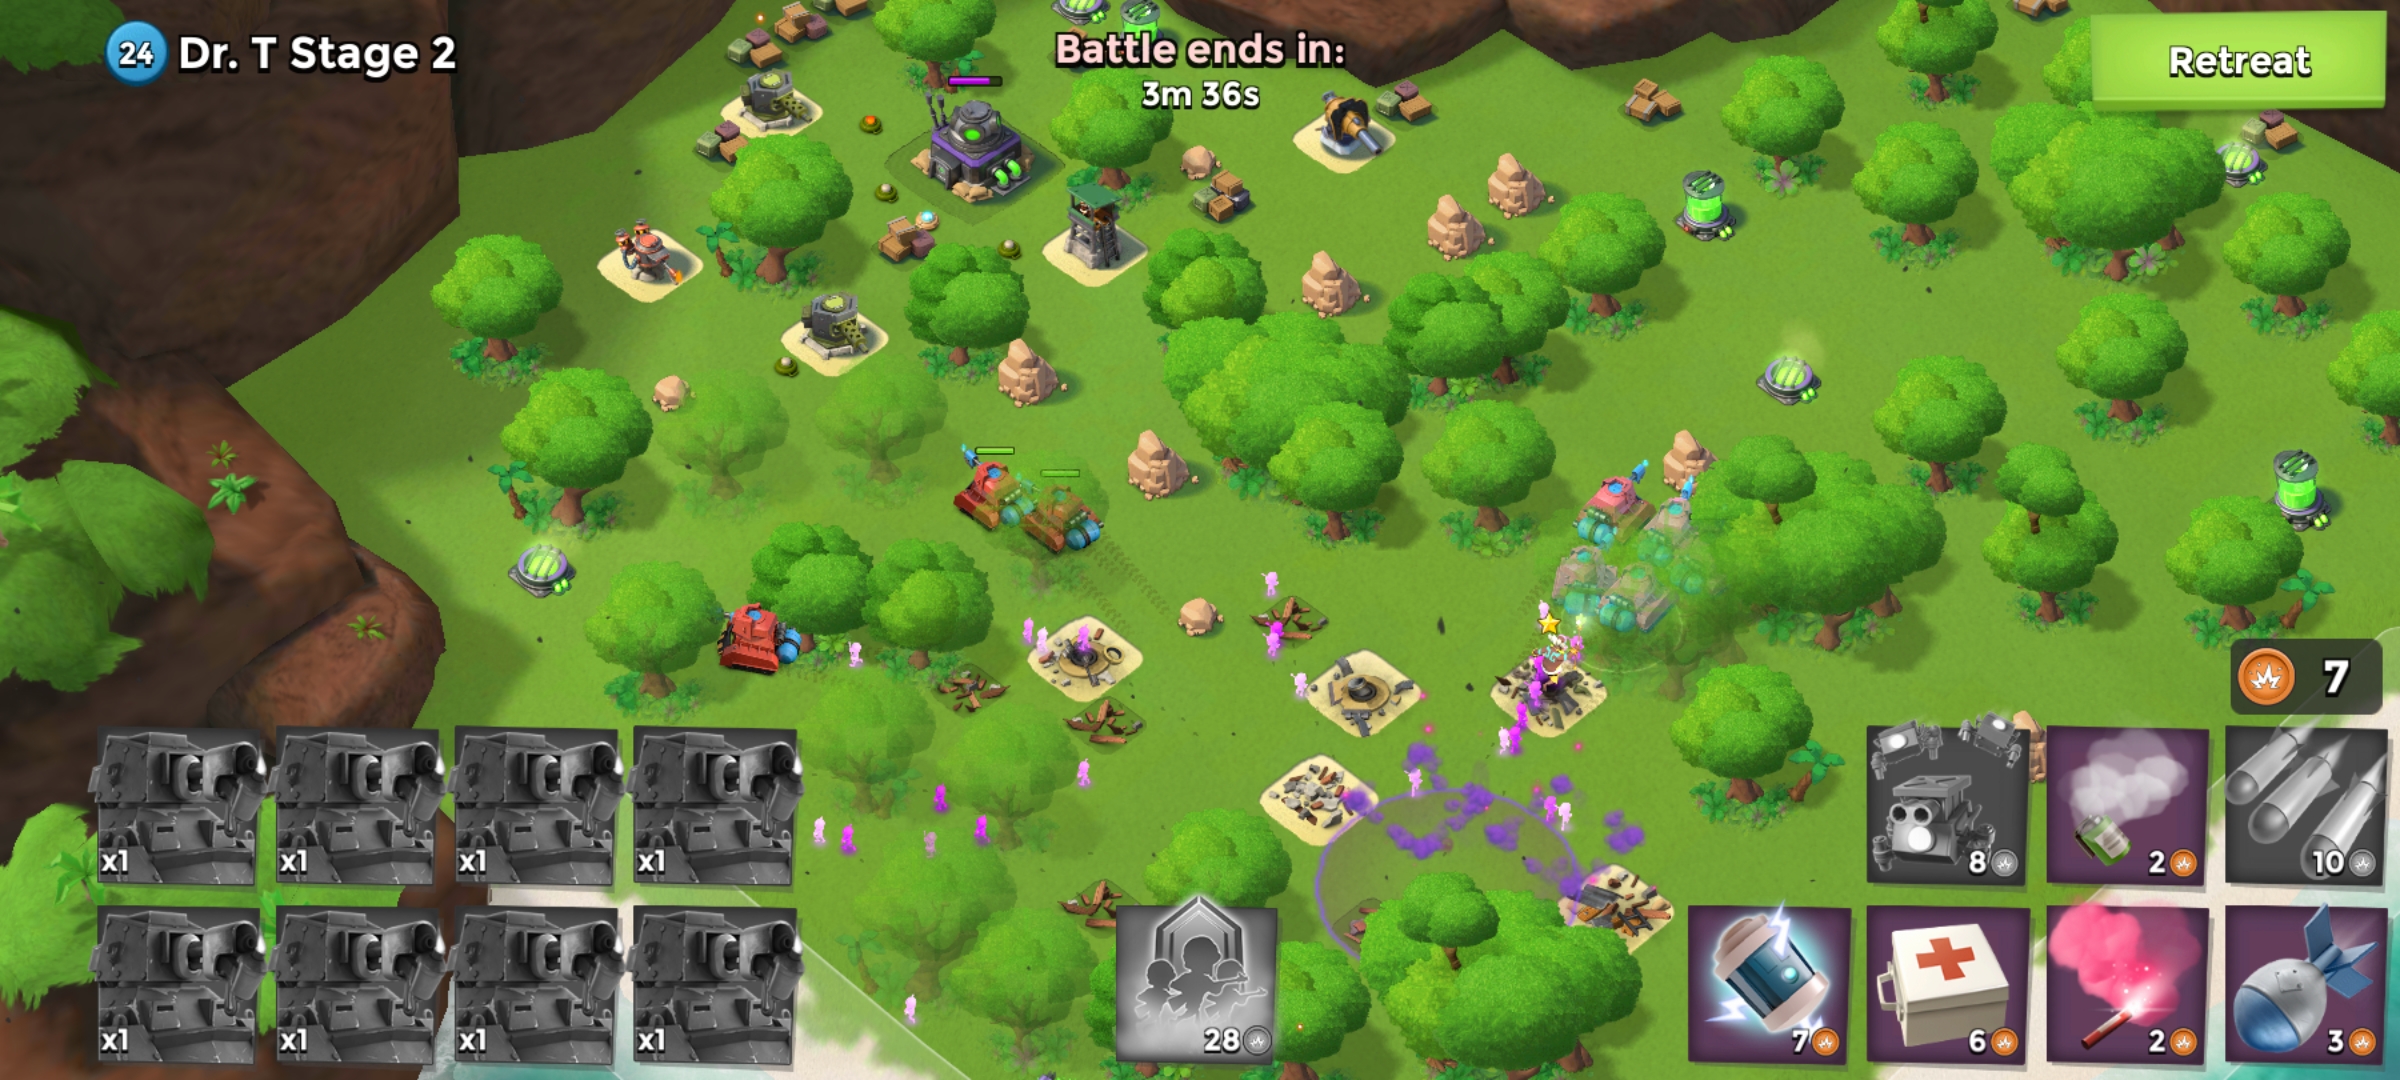 24 Dr. T Stage 2
Battle ends in:
3m 36s
Retreat
7
x1 x1 x1 x1
8 2 10
x1 x1 x1 x1
28 7 6 2 3